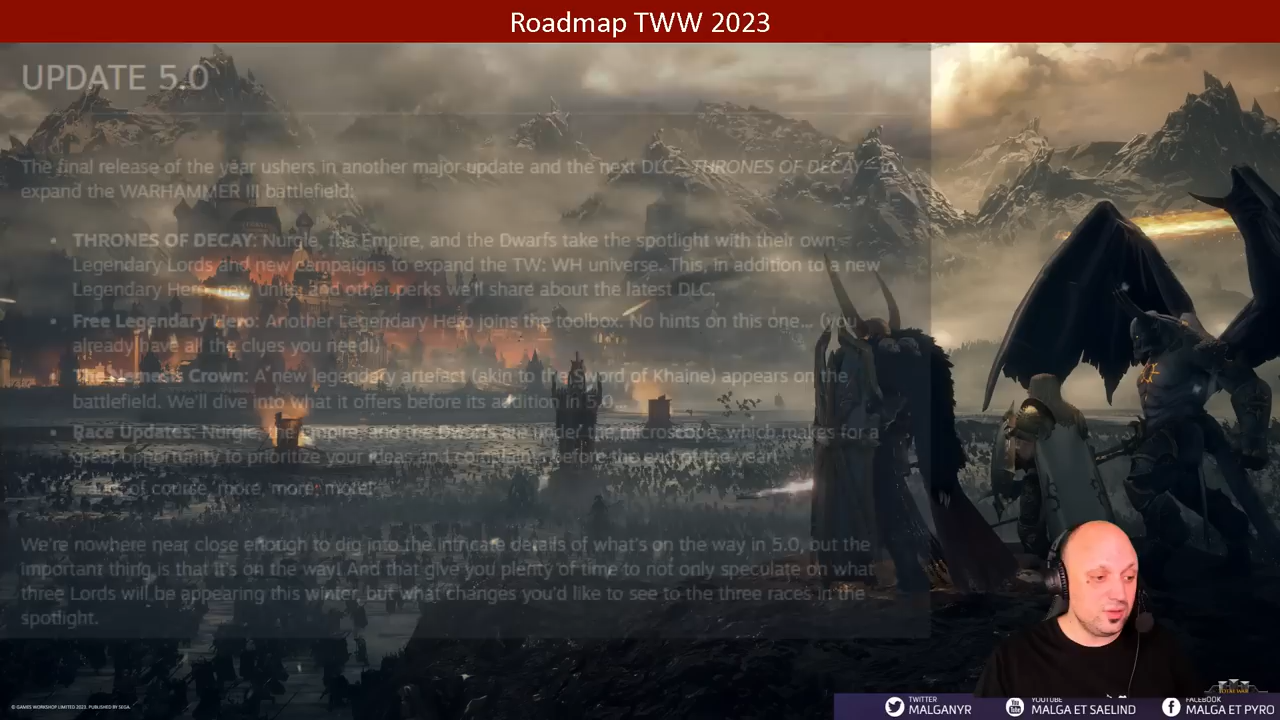 Roadmap TWW 2023
UPDATE 5.0
The final release of the year ushers in another major update and the next DLC, THRONES OF DECAY to
expand the WARHAMMER III battlefield:
• THRONES OF DECAY: Nurgle, the Empire, and the Dwarfs take the spotlight with their own
Legendary Lords and new campaigns to expand the TW: WH universe. This, in addition to a new
Legendary Hero, new units, and other perks we'll share about the latest DLC.
• Free Legendary Hero: Another Legendary Hero joins the toolbox. No hints on this one... (you
already have all the clues you need!)
• The Nemesis Crown: A new legendary artefact (akin to the Sword of Khaine) appears on the
battlefield. We'll dive into what it offers before its addition in 5.0.
• Race Updates: Nurgle, the Empire, and the Dwarfs are under the microscope, which makes for a
great opportunity to prioritize your ideas and complaints before the end of the year!
• And of course, more, more, more!
We're nowhere near close enough to dig into the intricate details of what's on the way in 5.0, but the
important thing is that it's on the way! And that give you plenty of time to not only speculate on what
three Lords will be appearing this winter, but what changes you'd like to see to the three races in the
spotlight.
© GAMES WORKSHOP LIMITED 2023. PUBLISHED BY SEGA.
TWITTER
MALGANYR
YOUTUBE
MALGA ET SAELIND
FACEBOOK
MALGA ET PYRO